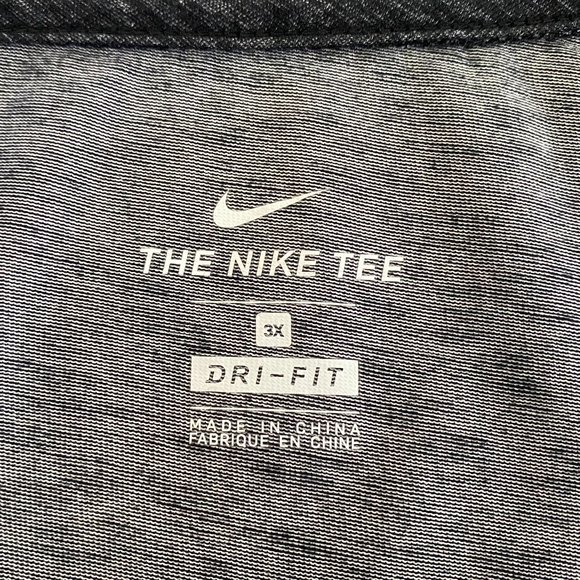 THE NIKE TEE
3X
DRI-FIT
MADE IN CHINA
FABRIQUE EN CHINE